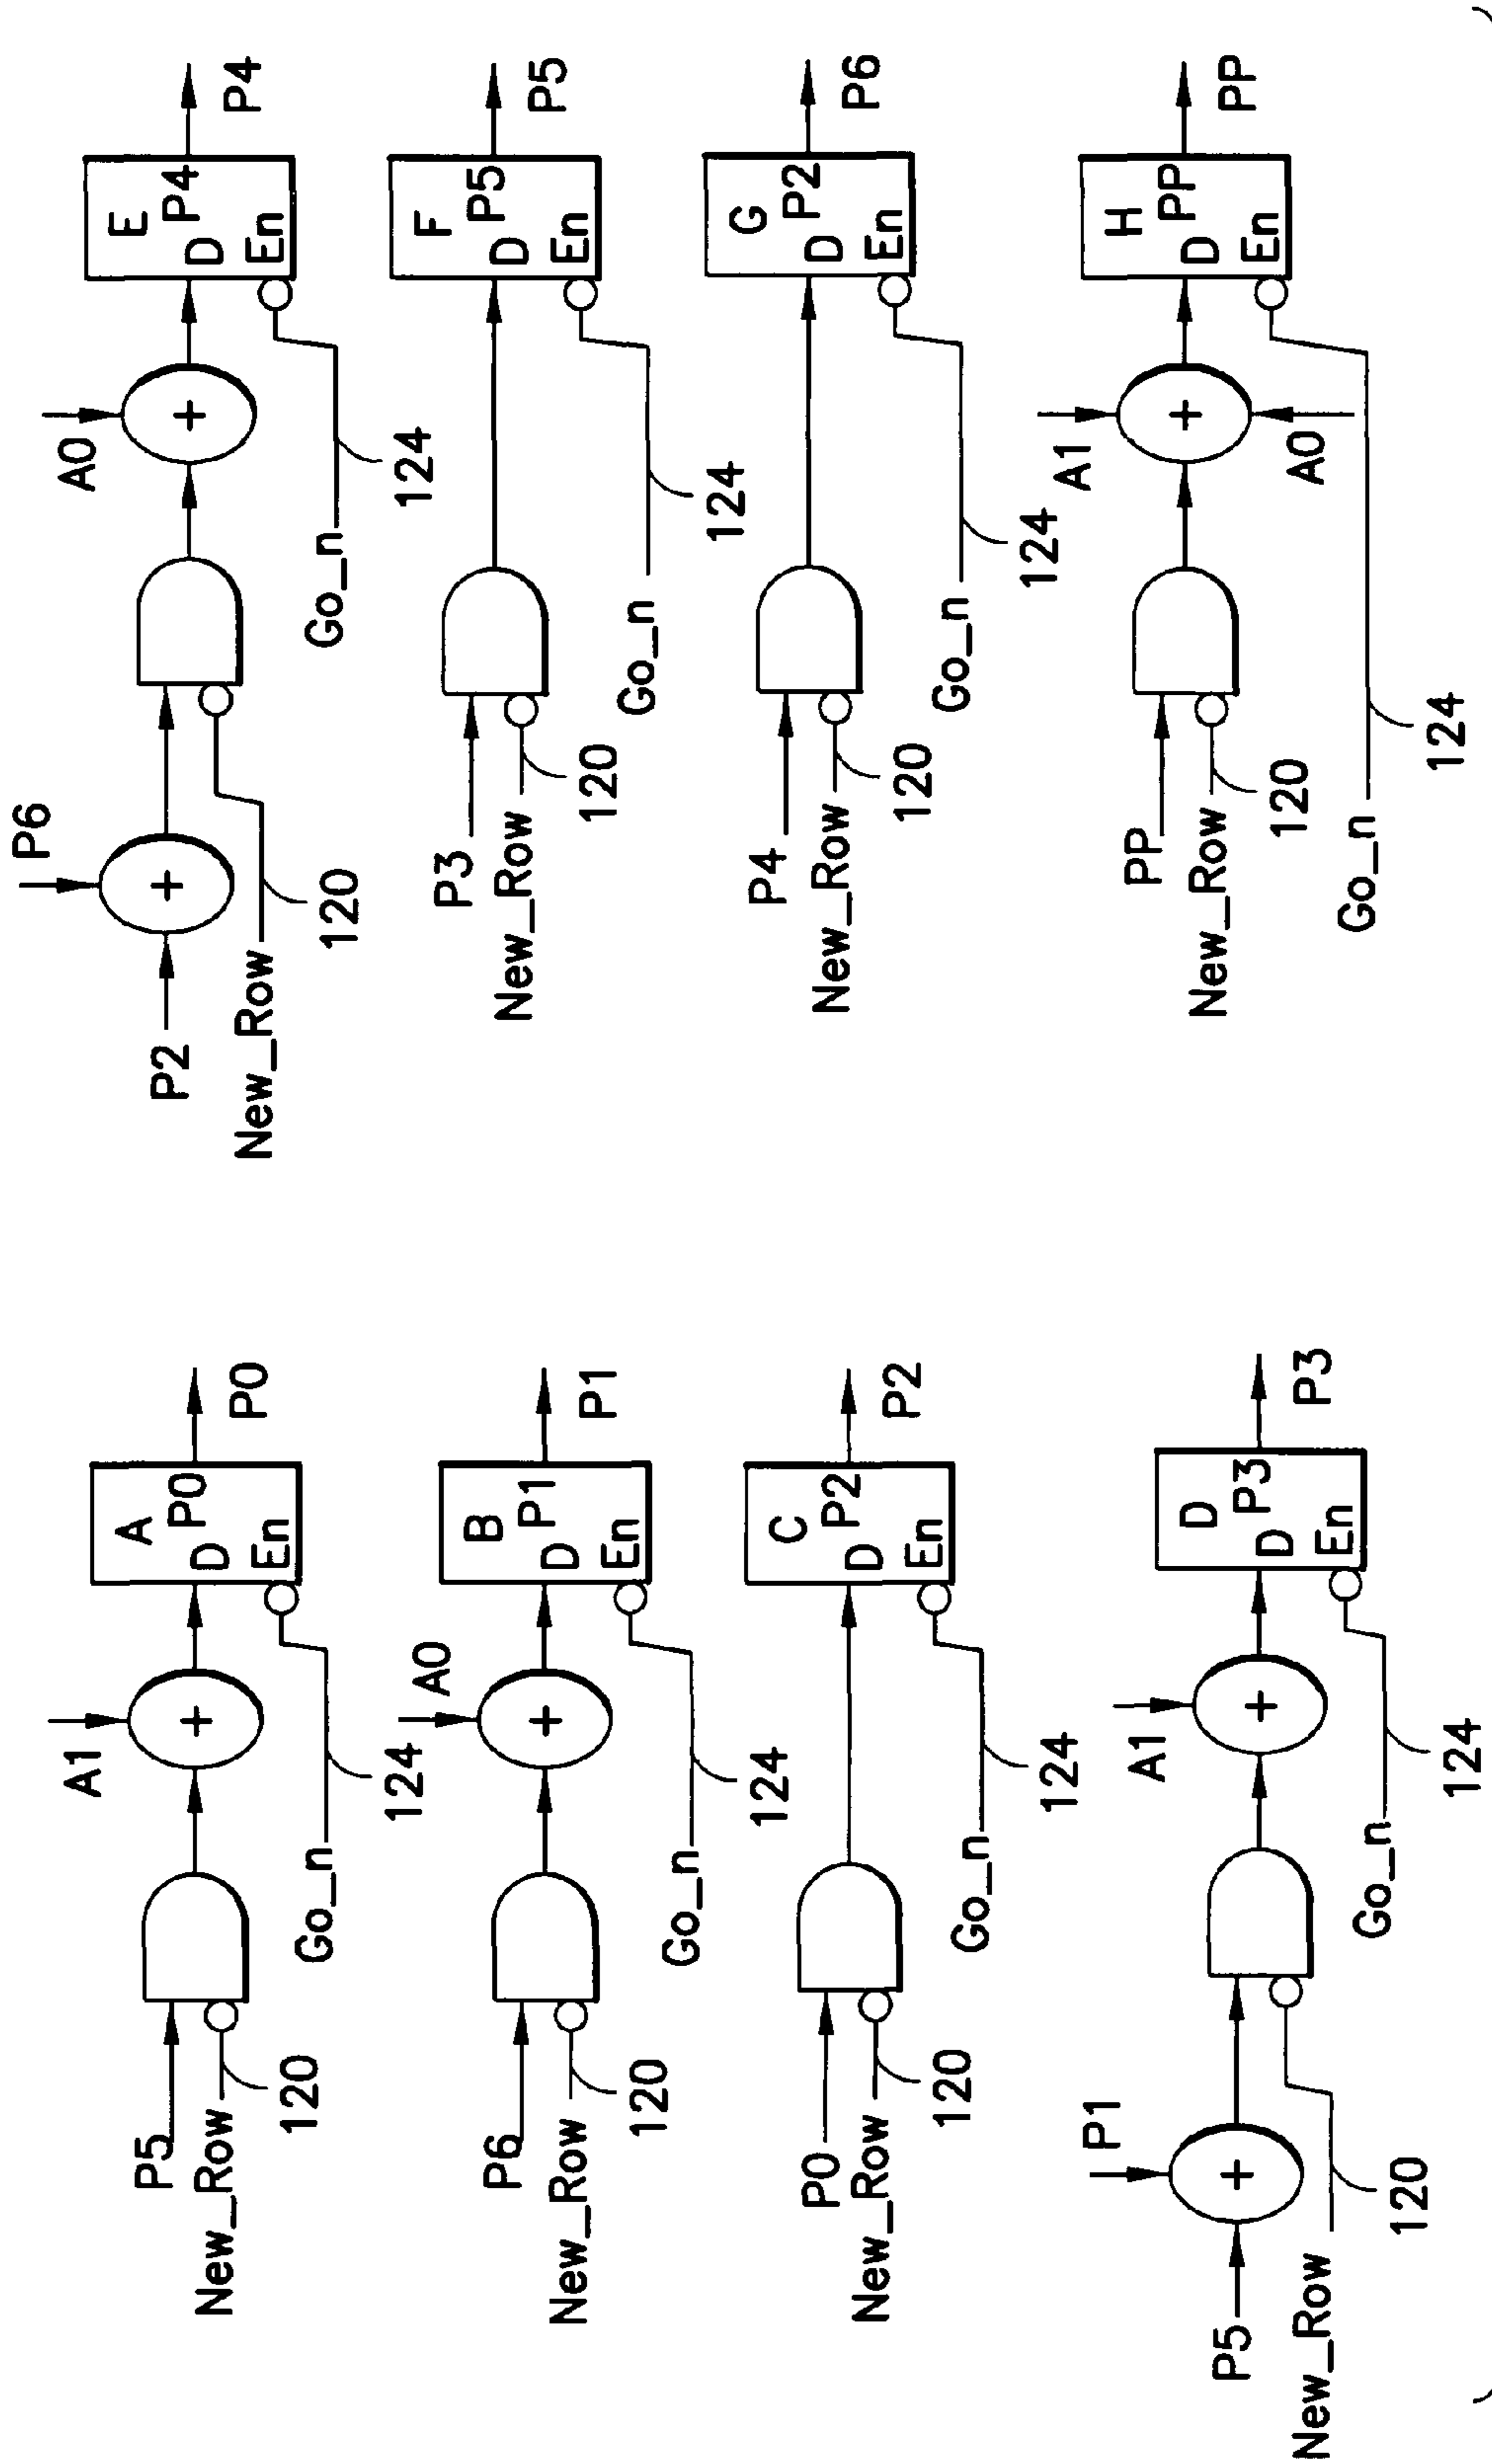 A1
P5
New_Row
120
A
P0
D
En
P0
Go_n
124
A0
P6
New_Row
120
B
P1
D
En
P1
Go_n
124
P0
New_Row
120
C
P2
D
En
P2
Go_n
124
P1
A1
P5
New_Row
120
D
P3
D
En
P3
Go_n
124
P6
A0
P2
New_Row
120
E
P4
D
En
P4
Go_n
124
P3
New_Row
120
F
P5
D
En
P5
Go_n
124
P4
New_Row
120
G
P2
D
En
P6
Go_n
124
A1
PP
New_Row
120
A0
H
PP
D
En
PP
Go_n
124